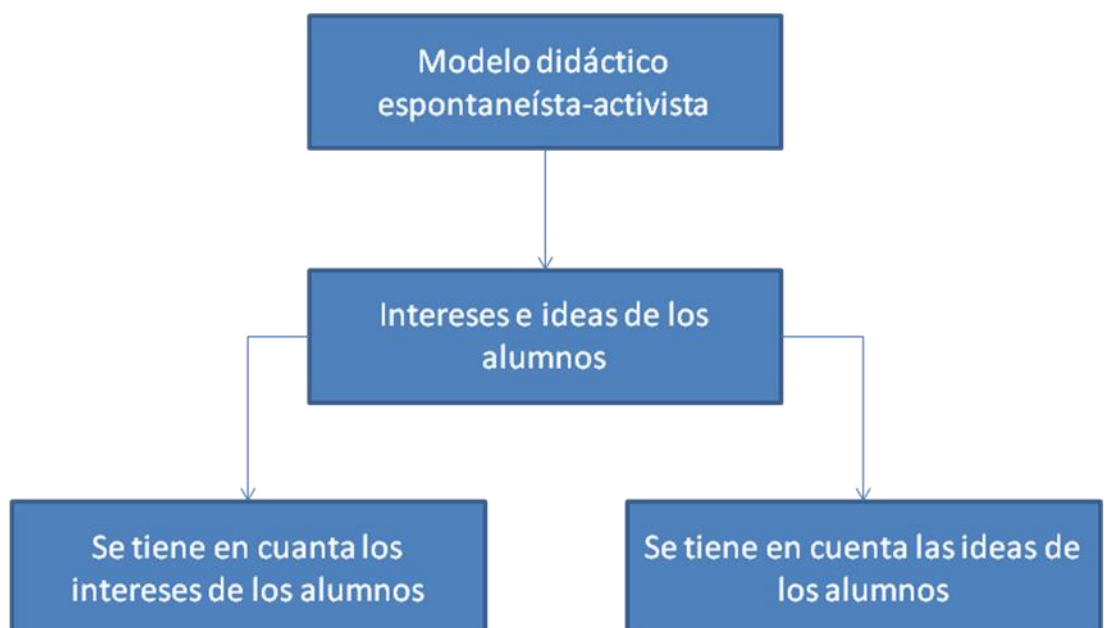 Modelo didáctico
espontaneísta-activista
Intereses e ideas de los
alumnos
Se tiene en cuanta los
intereses de los alumnos
Se tiene en cuenta las ideas de
los alumnos